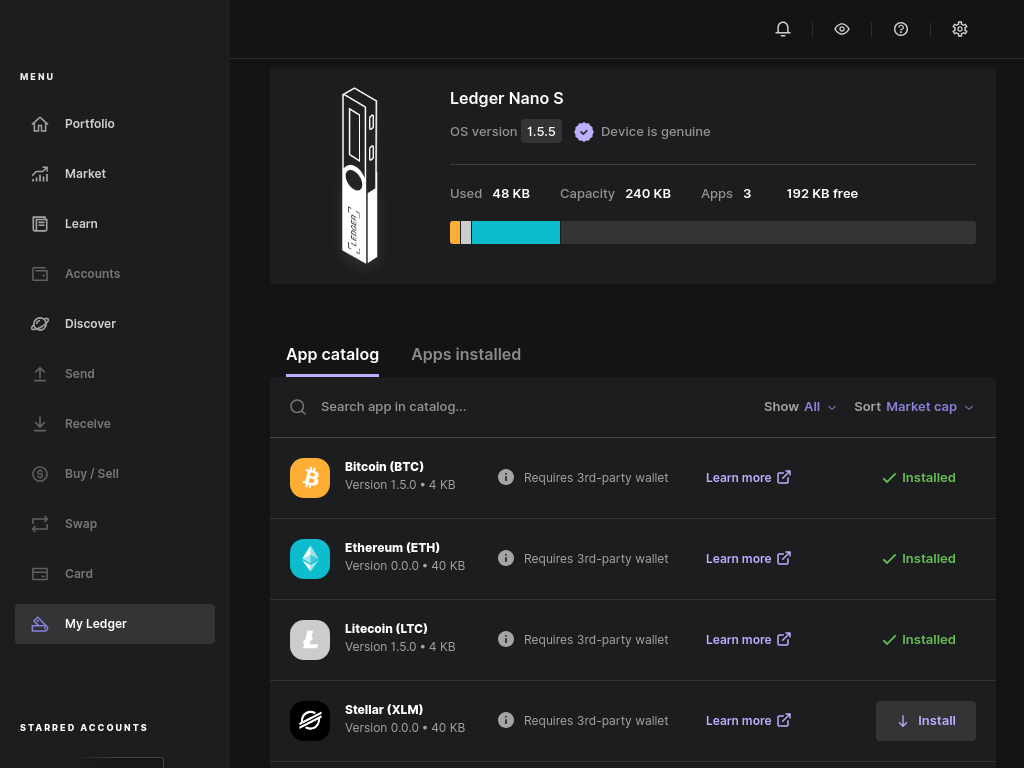 MENU
Portfolio
Market
Learn
Accounts
Discover
Send
Receive
Buy / Sell
Swap
Card
My Ledger
STARRED ACCOUNTS
LEDGER
Ledger Nano S
OS version 1.5.5 Device is genuine
Used 48 KB Capacity 240 KB Apps 3 192 KB free
App catalog Apps installed
Search app in catalog... Show All Sort Market cap
Bitcoin (BTC)
Version 1.5.0 • 4 KB Requires 3rd-party wallet Learn more Installed
Ethereum (ETH)
Version 0.0.0 • 40 KB Requires 3rd-party wallet Learn more Installed
Litecoin (LTC)
Version 1.5.0 • 4 KB Requires 3rd-party wallet Learn more Installed
Stellar (XLM)
Version 0.0.0 • 40 KB Requires 3rd-party wallet Learn more Install